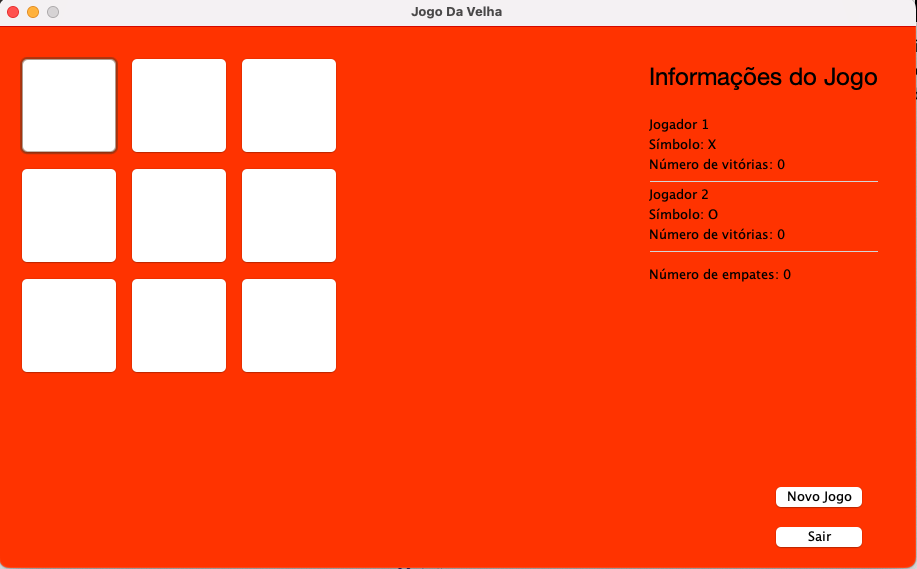 Jogo Da Velha
Informações do Jogo
Jogador 1
Símbolo: X
Número de vitórias: 0
Jogador 2
Símbolo: O
Número de vitórias: 0
Número de empates: 0
Novo Jogo
Sair